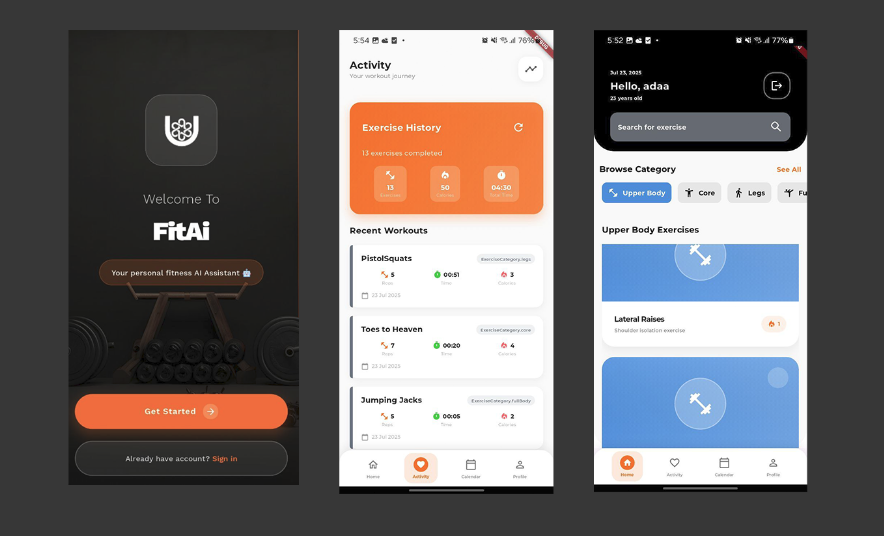 Welcome To
FitAi
Your personal fitness AI Assistant 🤖
Get Started
Already have account? Sign in
5:54
76%
Activity
Your workout journey
Exercise History
13 exercises completed
13
50
04:30
Exercises
Calories
Total Time
Recent Workouts
PistolSquats
ExerciseCategory.legs
5
00:51
3
Reps
Time
Calories
23 Jul 2025
Toes to Heaven
ExerciseCategory.core
7
00:20
4
Reps
Time
Calories
23 Jul 2025
Jumping Jacks
ExerciseCategory.fullBody
5
00:05
2
Reps
Time
Calories
23 Jul 2025
Home
Activity
Calendar
Profile
5:52
77%
Jul 23, 2025
Hello, adaa
23 years old
Search for exercise
Browse Category
See All
Upper Body
Core
Legs
Fu
Upper Body Exercises
Lateral Raises
Shoulder isolation exercise
1
Home
Activity
Calendar
Profile